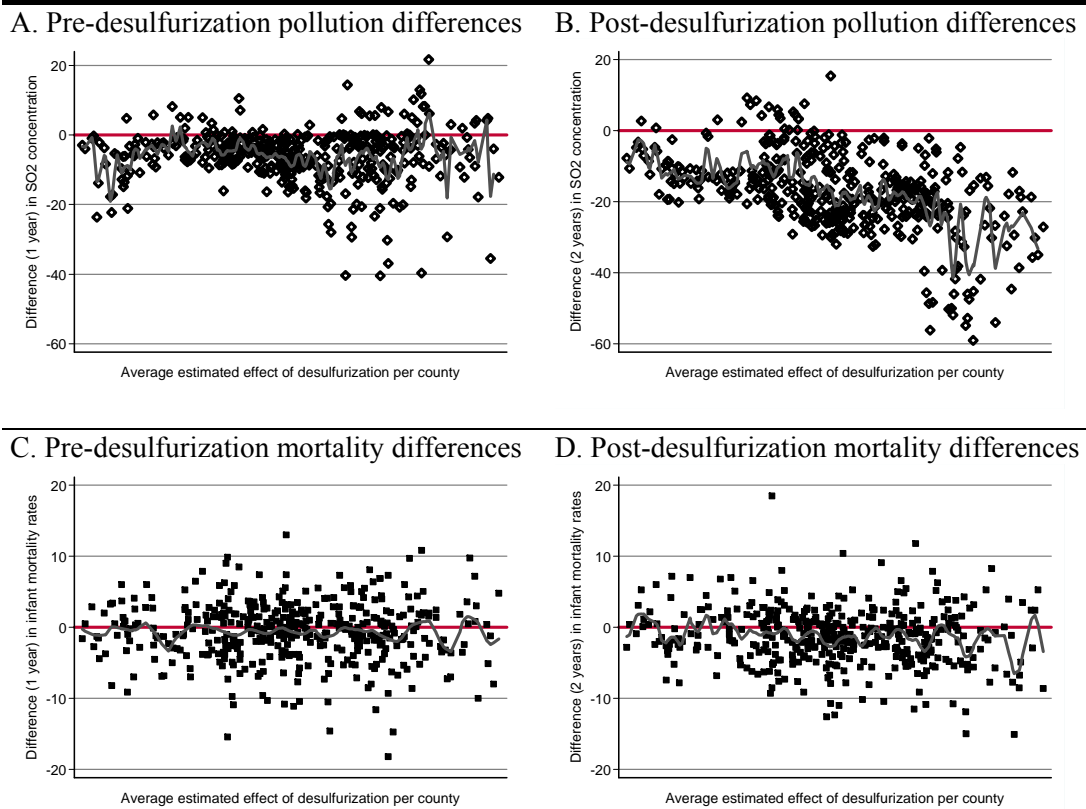 A. Pre-desulfurization pollution differences
Difference (1 year) in SO2 concentration
20
0
-20
-40
-60
Average estimated effect of desulfurization per county
B. Post-desulfurization pollution differences
Difference (2 years) in SO2 concentration
20
0
-20
-40
-60
Average estimated effect of desulfurization per county
C. Pre-desulfurization mortality differences
Difference (1 year) in infant mortality rates
20
10
0
-10
-20
Average estimated effect of desulfurization per county
D. Post-desulfurization mortality differences
Difference (2 years) in infant mortality rates
20
10
0
-10
-20
Average estimated effect of desulfurization per county